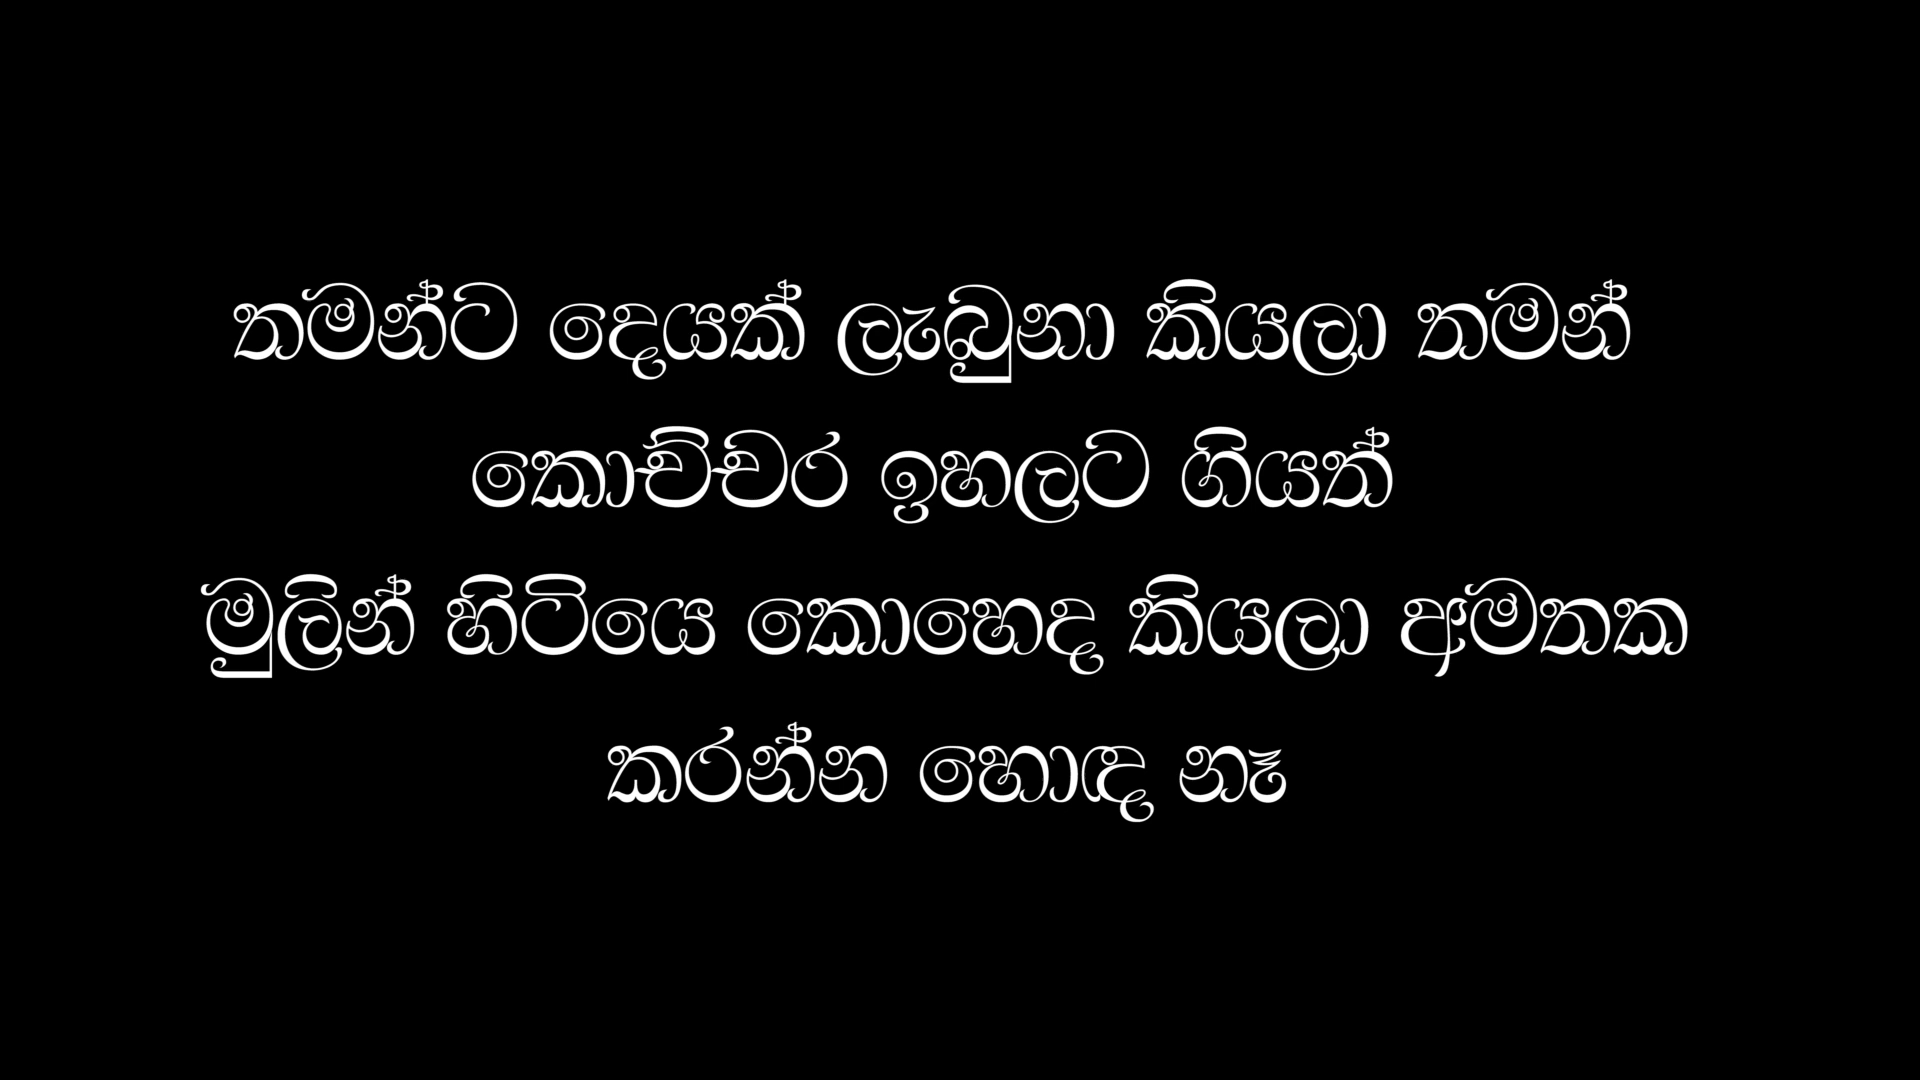 තමන්ට දෙයක් ලැබුනා කියලා තමන්
කොච්චර ඉහලට ගියත්
මුලින් හිටියෙ කොහෙද කියලා අමතක
කරන්න හොඳ නෑ